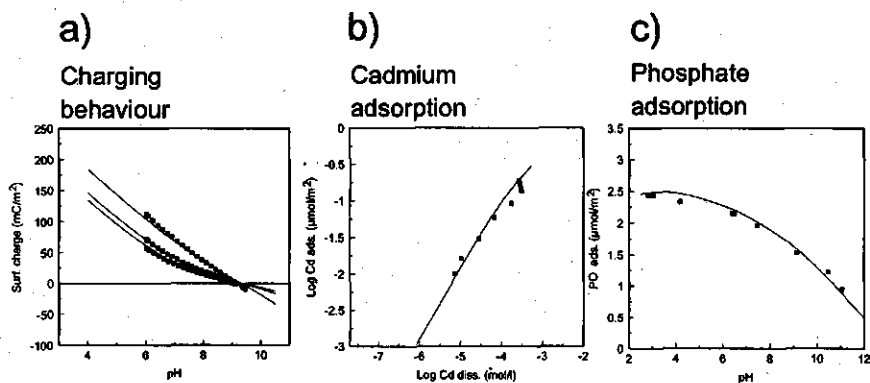 a)
Charging
behaviour
250
200
150
100
50
0
-50
-100
Surf. charge (mC/m²)
4
6
8
10
pH
b)
Cadmium
adsorption
0
-0.5
-1
-1.5
-2
-2.5
-3
Log Cd ads. (μmol/m²)
-7
-6
-5
-4
-3
-2
Log Cd diss. (mol/l)
c)
Phosphate
adsorption
3.5
3
2.5
2
1.5
1
0.5
0
PO ads. (μmol/m²)
2
4
6
8
10
12
pH